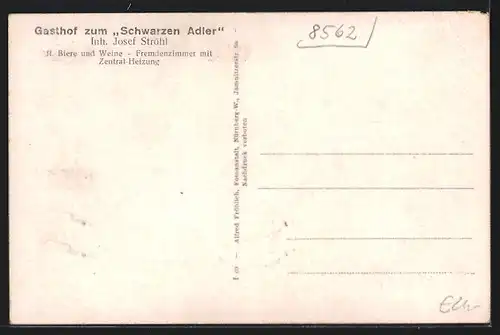 Gasthof zum „Schwarzen Adler“
Inh. Josef Ströhl
ff. Biere und Weine - Fremdenzimmer mit
Zentral-Heizung
8562
Alfred Fröhlich, Fotoanstalt, Nürnberg-W., Jamnitzerstr. 8a
Nachdruck verboten